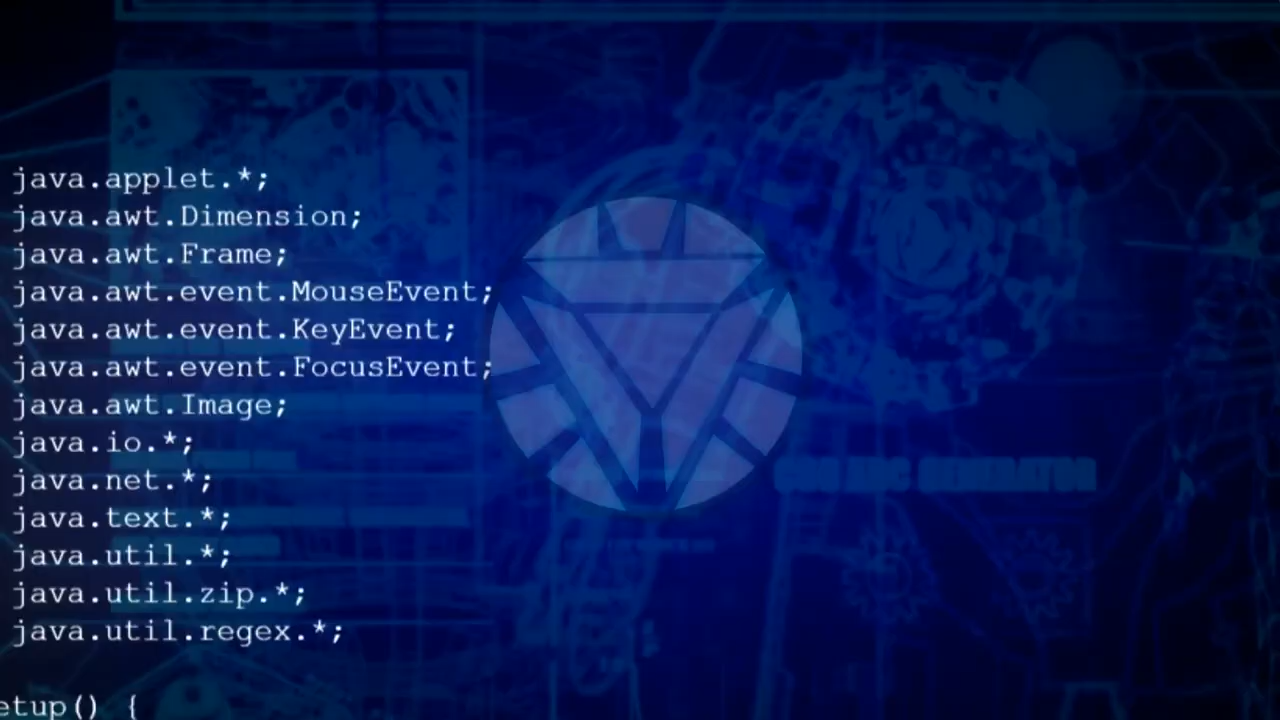 java.applet.*;
java.awt.Dimension;
java.awt.Frame;
java.awt.event.MouseEvent;
java.awt.event.KeyEvent;
java.awt.event.FocusEvent;
java.awt.Image;
java.io.*;
java.net.*;
java.text.*;
java.util.*;
java.util.zip.*;
java.util.regex.*;
etup() {
GENERATOR